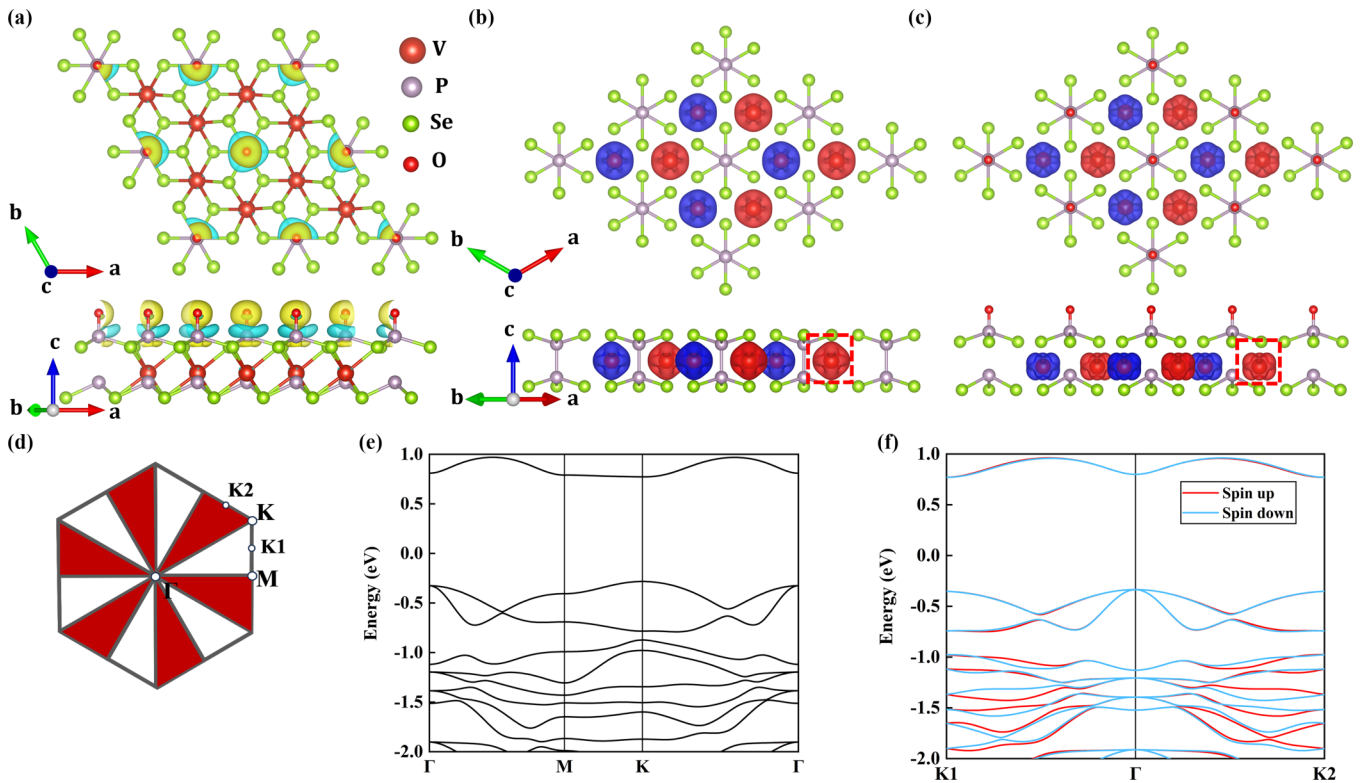 (a)
V
P
Se
O
b
a
c
c
b
a
(b)
b
a
c
c
b
a
(c)
(d)
K2
K
K1
M
Γ
(e)
Energy (eV)
1.0
0.5
0.0
-0.5
-1.0
-1.5
-2.0
Γ
M
K
Γ
(f)
Energy (eV)
1.0
0.5
0.0
-0.5
-1.0
-1.5
-2.0
Spin up
Spin down
K1
Γ
K2